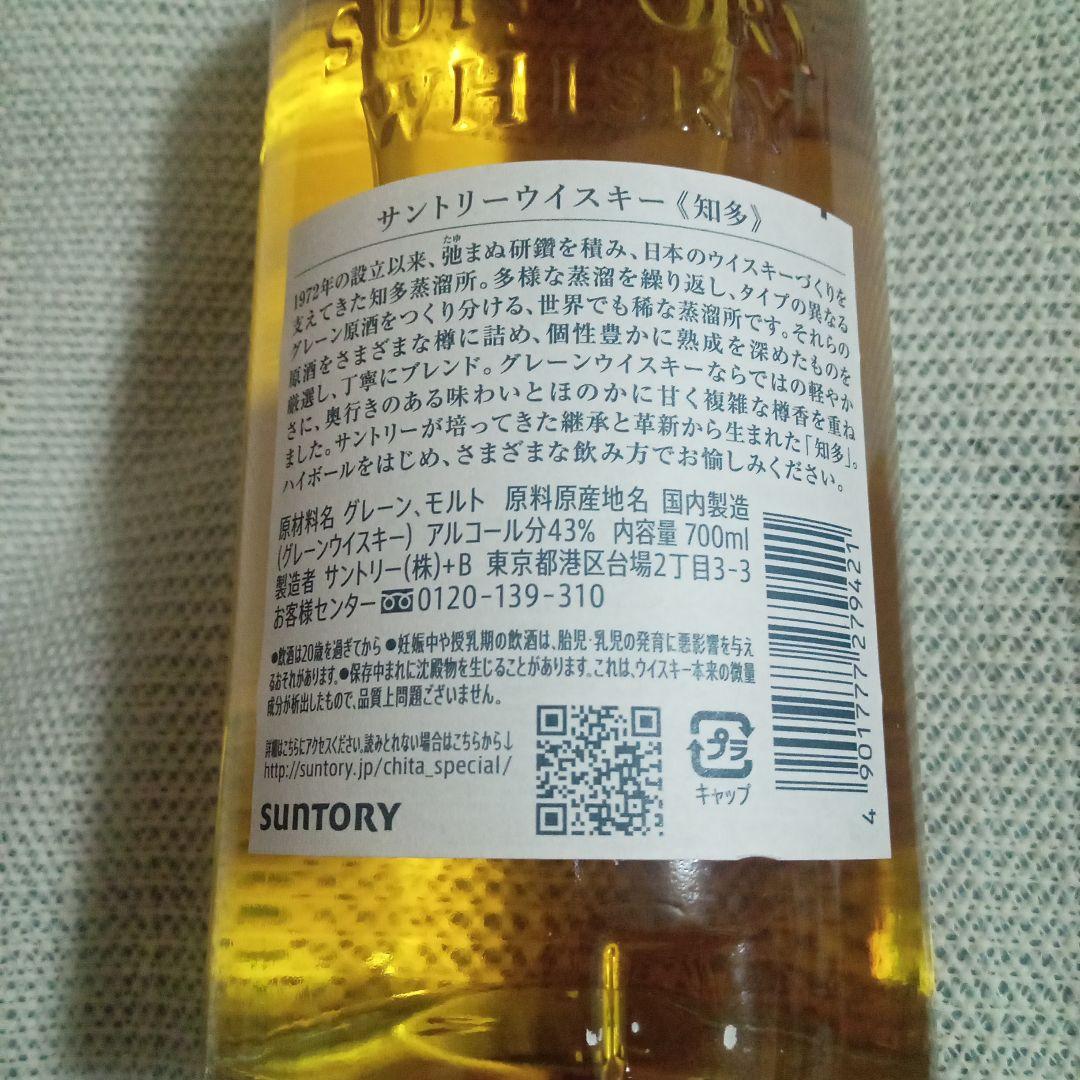 SUNTORY
WHISKY
サントリーウイスキー《知多》
たゆ
1972年の設立以来、弛まぬ研鑽を積み、日本のウイスキーづくりを
支えてきた知多蒸溜所。多様な蒸溜を繰り返し、タイプの異なる
グレーン原酒をつくり分ける、世界でも稀な蒸溜所です。それらの
原酒をさまざまな樽に詰め、個性豊かに熟成を深めたものを
厳選し、丁寧にブレンド。グレーンウイスキーならではの軽やか
さに、奥行きのある味わいとほのかに甘く複雑な樽香を重ね
ました。サントリーが培ってきた継承と革新から生まれた「知多」。
ハイボールをはじめ、さまざまな飲み方でお愉しみください。
原材料名 グレーン、モルト 原料原産地名 国内製造
(グレーンウイスキー) アルコール分43% 内容量 700ml
製造者 サントリー(株)+B 東京都港区台場2丁目3-3
お客様センター 0120-139-310
●飲酒は20歳を過ぎてから ●妊娠中や授乳期の飲酒は、胎児・乳児の発育に悪影響を与え
るおそれがあります。●保存中まれに沈殿物を生じることがあります。これは、ウイスキー本来の微量
成分が析出したもので、品質上問題ございません。
詳細はこちらにアクセスください。読みとれない場合はこちらから↓
http://suntory.jp/chita_special/
SUNTORY
プラ
キャップ
4 901777 279421